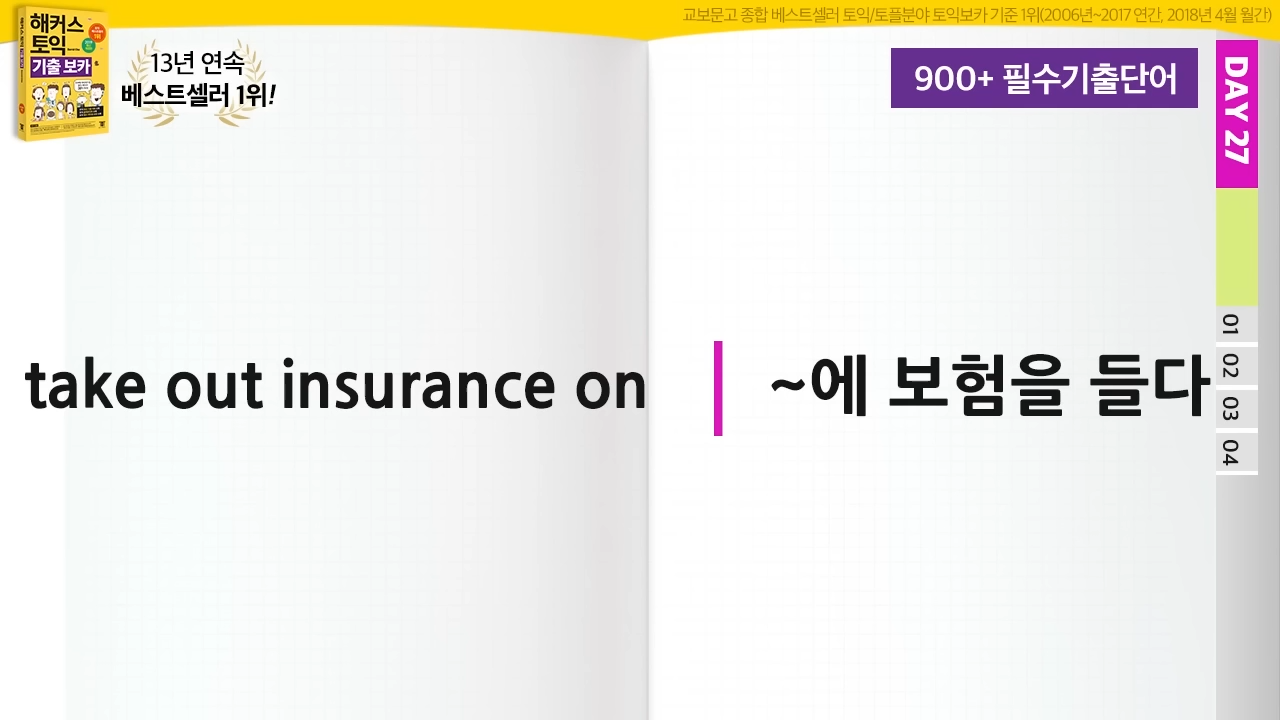 교보문고 종합 베스트셀러 토익/토플분야 토익보카 기준 1위(2006년~2017 연간, 2018년 4월 월간)
해커스
토익
기출 보카
13년 연속
베스트셀러 1위!
900+ 필수기출단어
DAY 27
take out insurance on
~에 보험을 들다
01
02
03
04